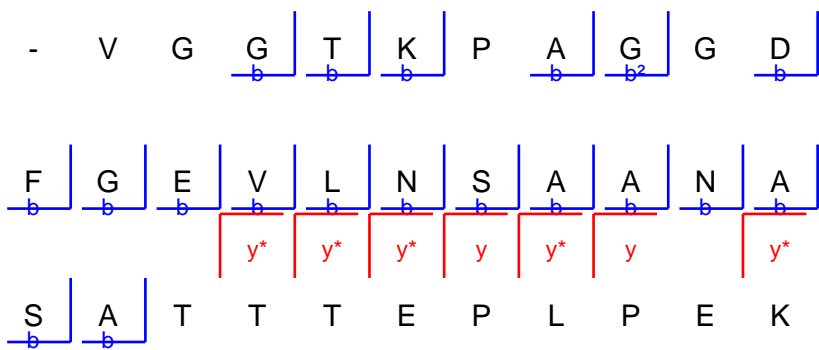 - V G G T K P A G G D
b b b b b² b
F G E V L N S A A N A
b b b b b b b b b b b
y* y* y* y y* y y*
S A T T T E P L P E K
b b